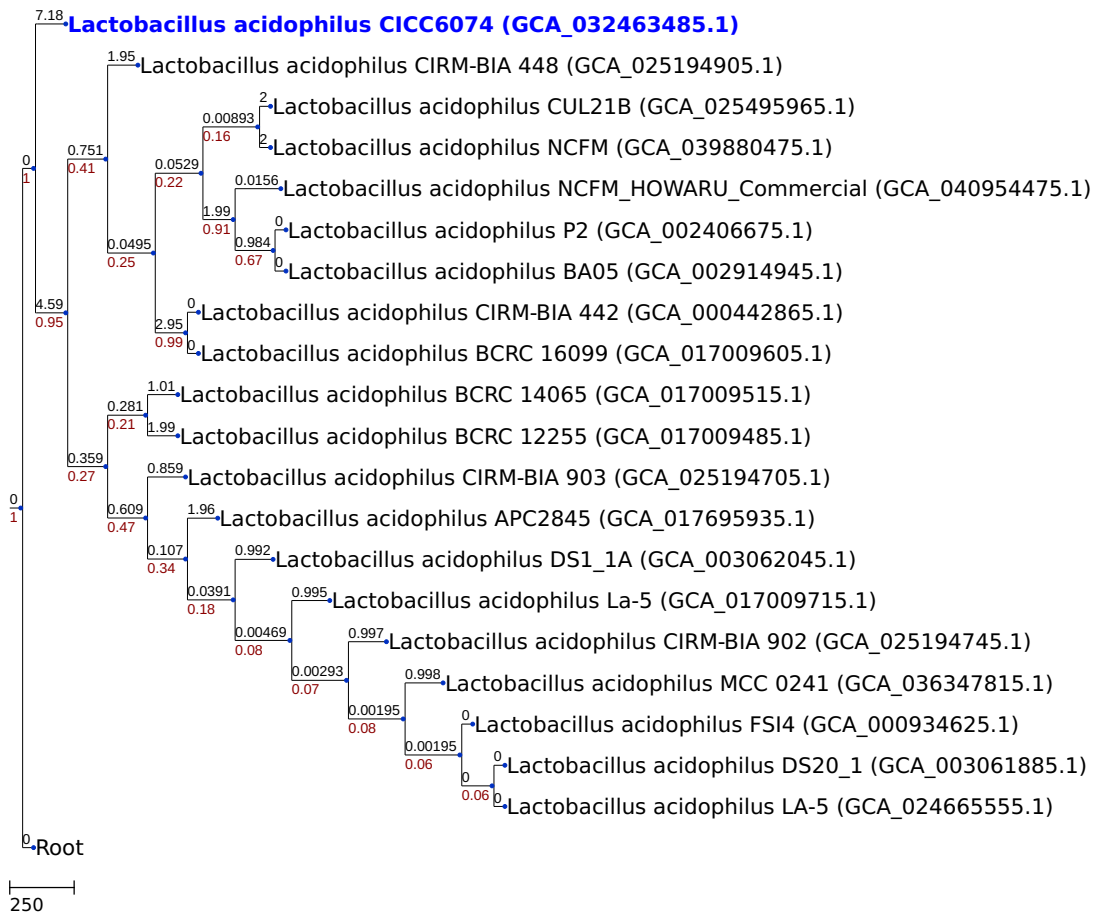 7.18 Lactobacillus acidophilus CICC6074 (GCA_032463485.1)
1.95 Lactobacillus acidophilus CIRM-BIA 448 (GCA_025194905.1)
2 Lactobacillus acidophilus CUL21B (GCA_025495965.1)
0.00893
0.16
2 Lactobacillus acidophilus NCFM (GCA_039880475.1)
0.751
0
0.41
1
0.0529
0.22
0.0156 Lactobacillus acidophilus NCFM_HOWARU_Commercial (GCA_040954475.1)
1.99
0.91
0 Lactobacillus acidophilus P2 (GCA_002406675.1)
0.0495
0.25
0.984
0.67
0 Lactobacillus acidophilus BA05 (GCA_002914945.1)
4.59
0.95
0 Lactobacillus acidophilus CIRM-BIA 442 (GCA_000442865.1)
2.95
0.99
0 Lactobacillus acidophilus BCRC 16099 (GCA_017009605.1)
1.01 Lactobacillus acidophilus BCRC 14065 (GCA_017009515.1)
0.281
0.21
1.99 Lactobacillus acidophilus BCRC 12255 (GCA_017009485.1)
0.359
0.27
0.859 Lactobacillus acidophilus CIRM-BIA 903 (GCA_025194705.1)
0
1
0.609
0.47
1.96 Lactobacillus acidophilus APC2845 (GCA_017695935.1)
0.107
0.34
0.992 Lactobacillus acidophilus DS1_1A (GCA_003062045.1)
0.0391
0.18
0.995 Lactobacillus acidophilus La-5 (GCA_017009715.1)
0.00469
0.08
0.997 Lactobacillus acidophilus CIRM-BIA 902 (GCA_025194745.1)
0.00293
0.07
0.998 Lactobacillus acidophilus MCC 0241 (GCA_036347815.1)
0.00195
0.08
0 Lactobacillus acidophilus FSI4 (GCA_000934625.1)
0.00195
0.06
0 Lactobacillus acidophilus DS20_1 (GCA_003061885.1)
0
0.06
0 Lactobacillus acidophilus LA-5 (GCA_024665555.1)
0 Root
250